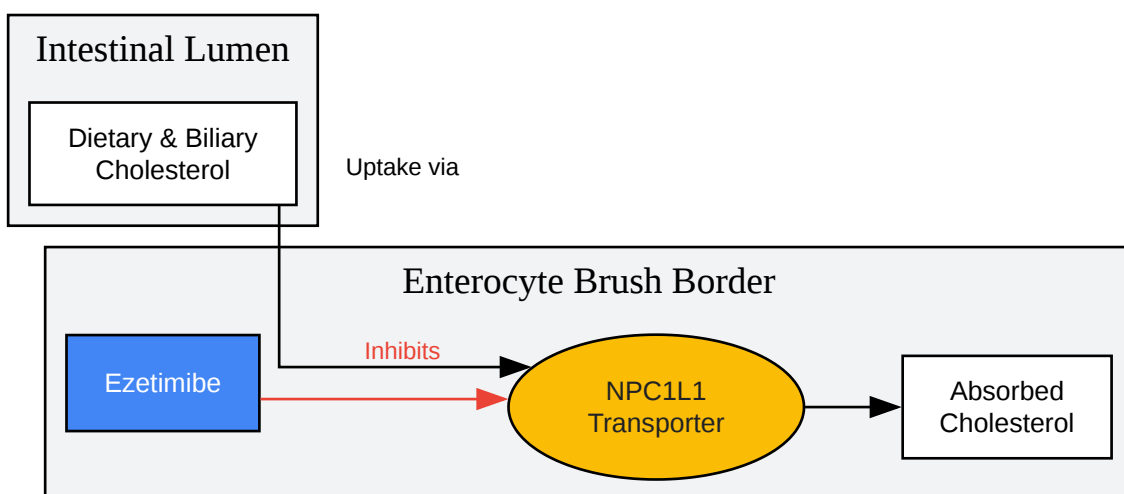 Intestinal Lumen
Dietary & Biliary
Cholesterol
Uptake via
Enterocyte Brush Border
Inhibits
Ezetimibe
NPC1L1
Transporter
Absorbed
Cholesterol